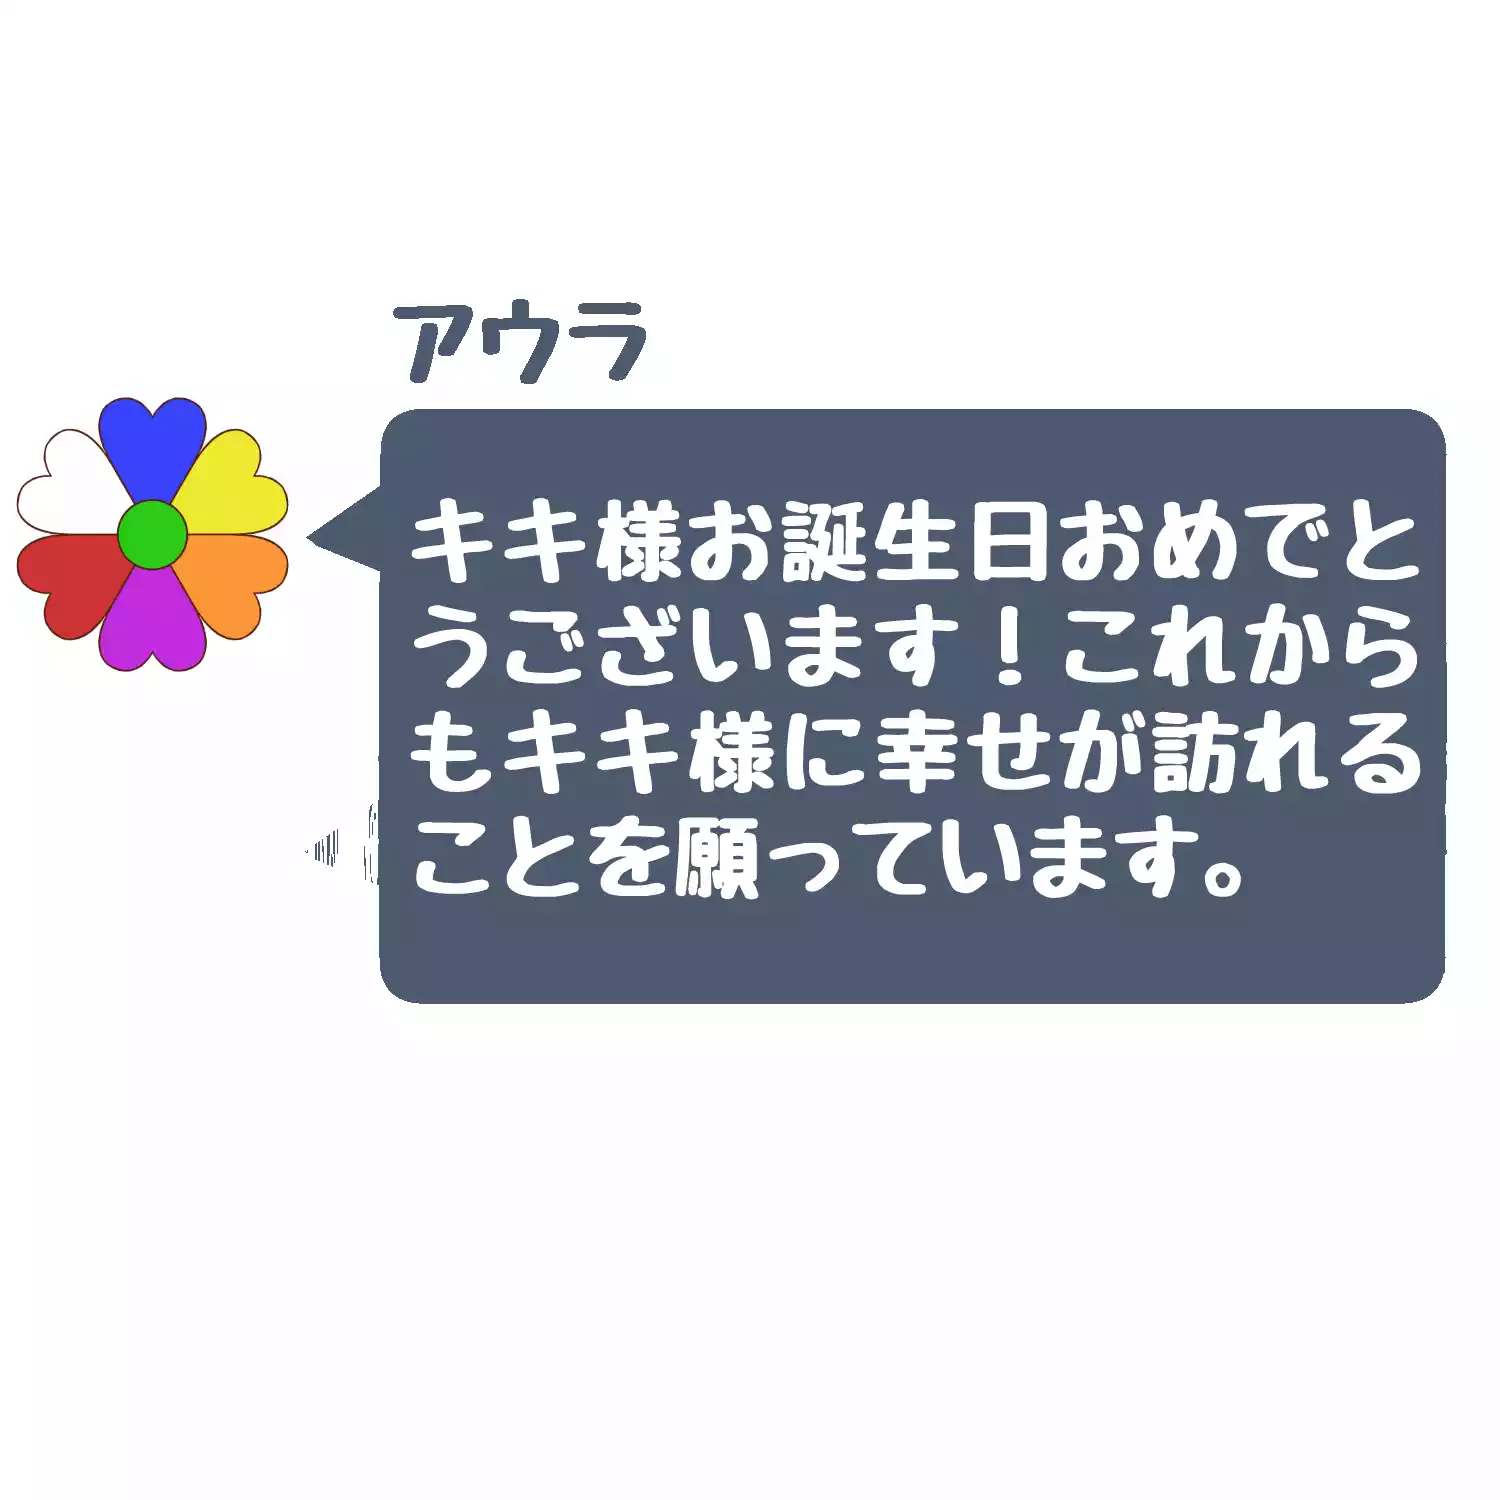 アウラ
キキ様お誕生日おめでと
うございます！これから
もキキ様に幸せが訪れる
ことを願っています。